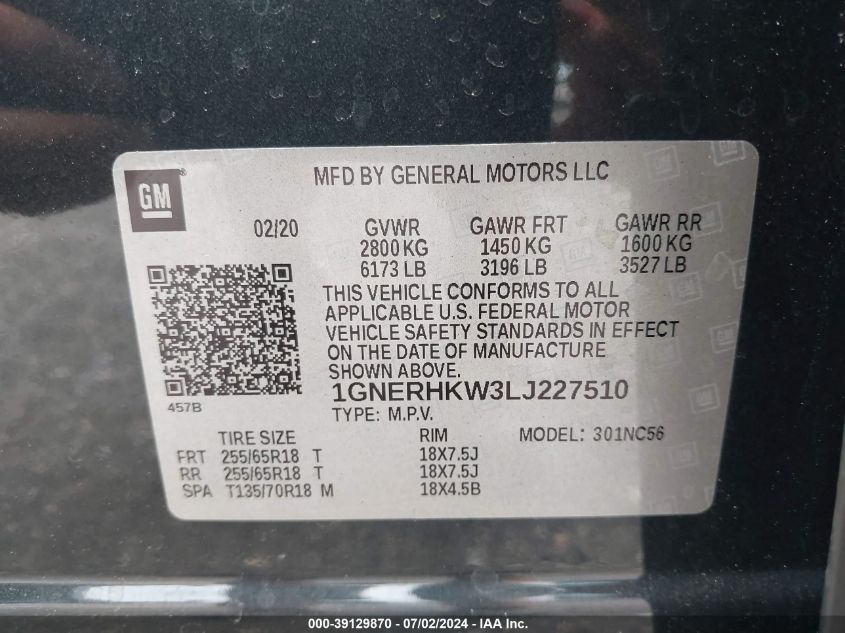 GM®
MFD BY GENERAL MOTORS LLC
02/20 GVWR GAWR FRT GAWR RR
2800 KG 1450 KG 1600 KG
6173 LB 3196 LB 3527 LB
THIS VEHICLE CONFORMS TO ALL
APPLICABLE U.S. FEDERAL MOTOR
VEHICLE SAFETY STANDARDS IN EFFECT
ON THE DATE OF MANUFACTURE
SHOWN ABOVE.
457B
1GNERHKW3LJ227510
TYPE: M.P.V.
TIRE SIZE RIM MODEL: 301NC56
FRT 255/65R18 T 18X7.5J
RR 255/65R18 T 18X7.5J
SPA T135/70R18 M 18X4.5B
000-39129870 - 07/02/2024 - IAA Inc.